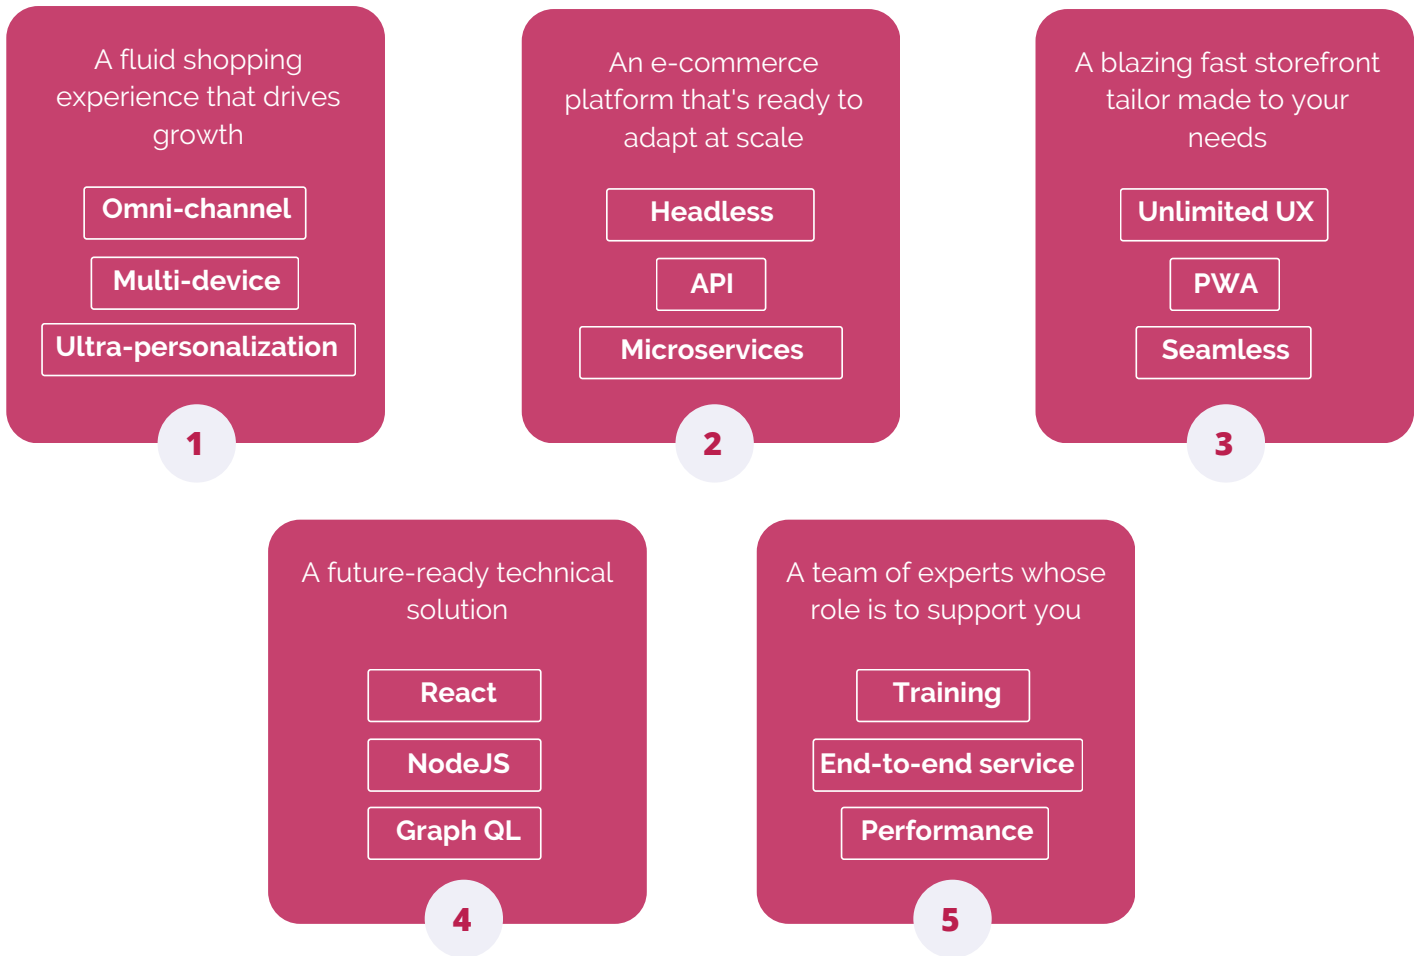 A fluid shopping
experience that drives
growth
Omni-channel
Multi-device
Ultra-personalization
1
An e-commerce
platform that's ready to
adapt at scale
Headless
API
Microservices
2
A blazing fast storefront
tailor made to your
needs
Unlimited UX
PWA
Seamless
3
A future-ready technical
solution
React
NodeJS
Graph QL
4
A team of experts whose
role is to support you
Training
End-to-end service
Performance
5